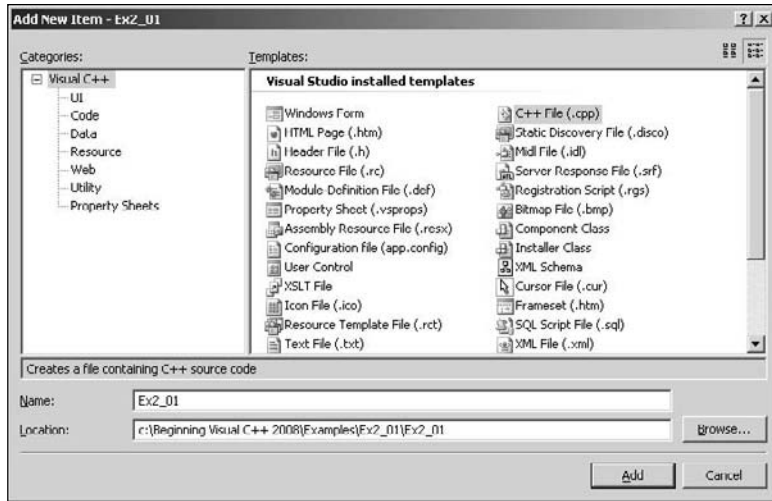 Add New Item - Ex2_01
Categories:
Templates:
Visual C++
UI
Code
Data
Resource
Web
Utility
Property Sheets
Visual Studio installed templates
Windows Form
C++ File (.cpp)
HTML Page (.htm)
Static Discovery File (.disco)
Header File (.h)
Midl File (.idl)
Resource File (.rc)
Server Response File (.srf)
Module-Definition File (.def)
Registration Script (.rgs)
Property Sheet (.vsprops)
Bitmap File (.bmp)
Assembly Resource File (.resx)
Component Class
Configuration file (app.config)
Installer Class
User Control
XML Schema
XSLT File
Cursor File (.cur)
Icon File (.ico)
Frameset (.htm)
Resource Template File (.rct)
SQL Script File (.sql)
Text File (.txt)
XML File (.xml)
Creates a file containing C++ source code
Name:
Ex2_01
Location:
c:\Beginning Visual C++ 2008\Examples\Ex2_01\Ex2_01
Browse...
Add
Cancel